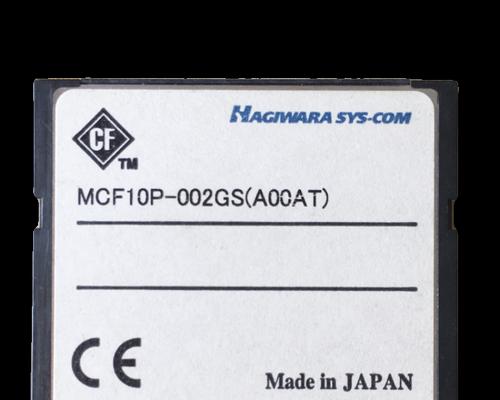 CF
TM
HAGIWARA SYS-COM
MCF10P-002GS(A00AT)
CE
Made in JAPAN